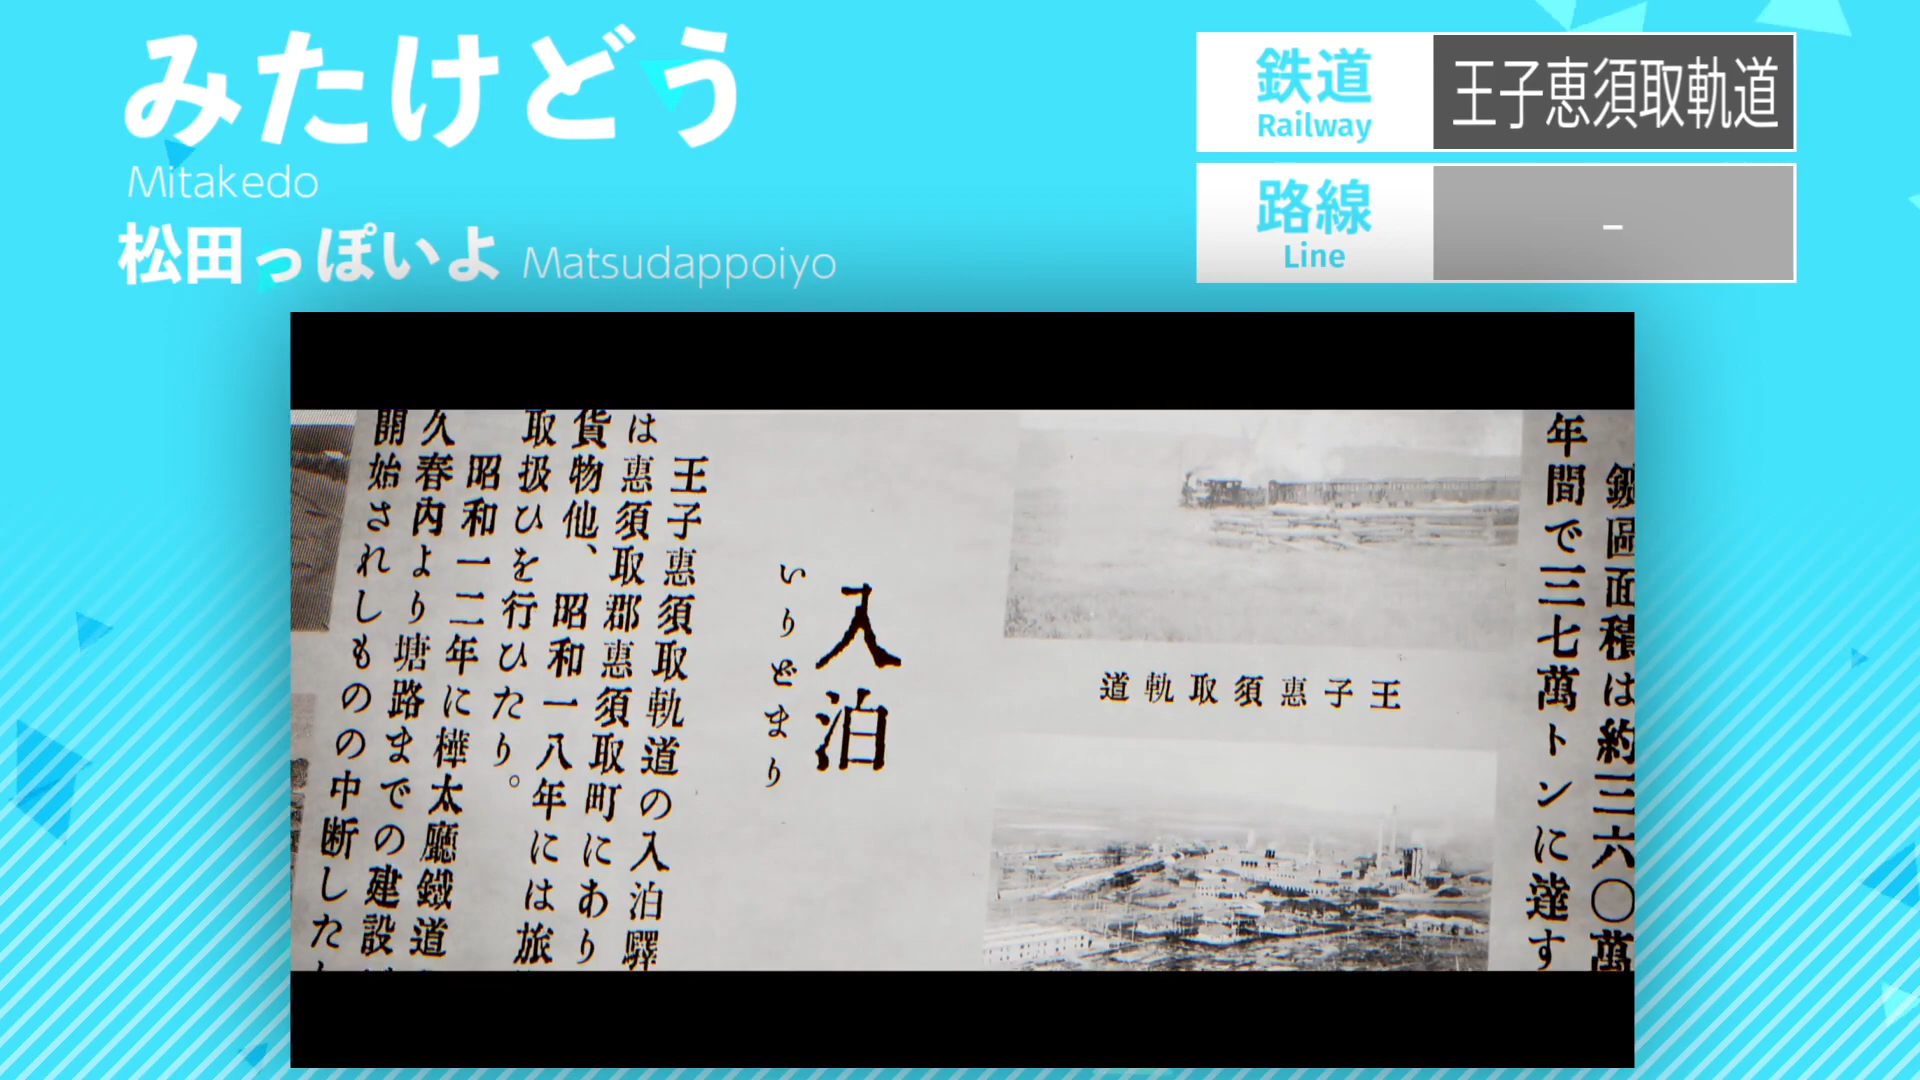 みたけどう
Mitakedo
松田っぽいよ Matsudappoiyo
鉄道
Railway
王子恵須取軌道
路線
Line
-
鑛區面積は約三六〇萬
年間で三七萬トンに達す
道軌取須惠子王
入泊
いりどまり
王子惠須取軌道の入泊驛
は惠須取郡惠須取町にあり
貨物他、昭和一八年には旅
取扱ひを行ひたり。
昭和一二年に樺太廳鐵道
久春內より塘路までの建設
開始されしものの中断した